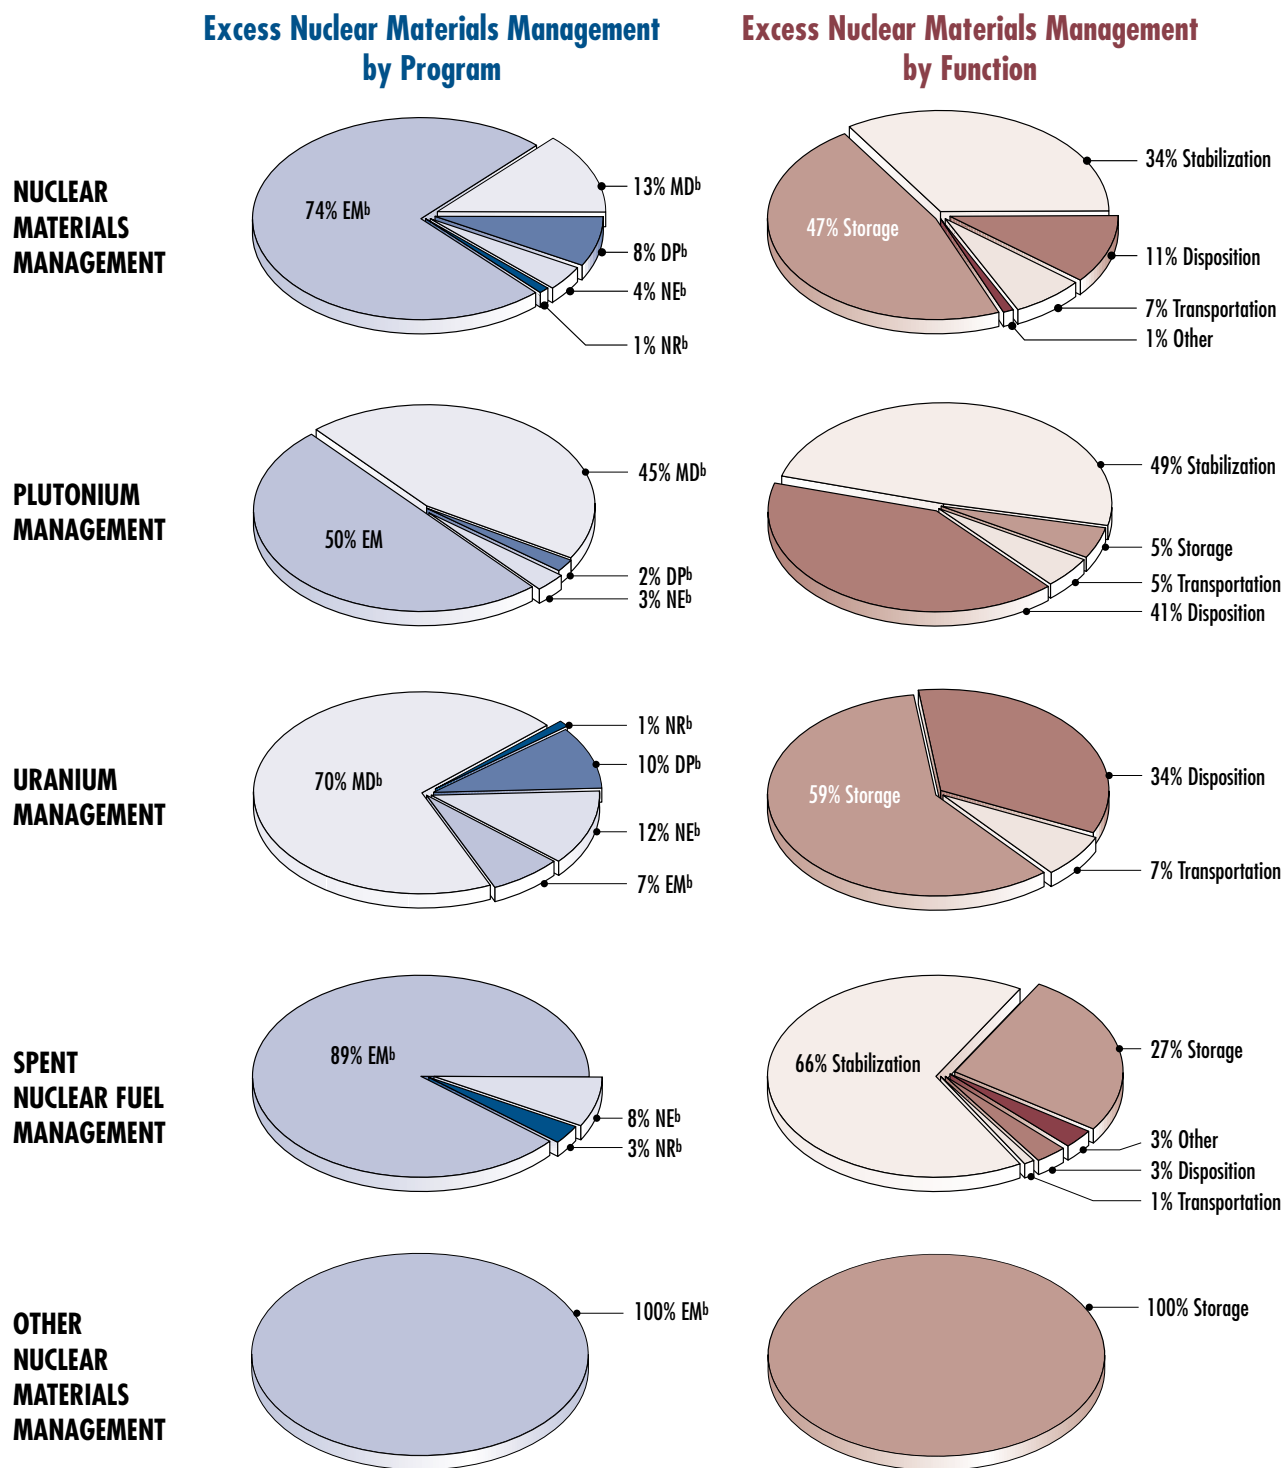 Excess Nuclear Materials Management
by Program
Excess Nuclear Materials Management
by Function
NUCLEAR
MATERIALS
MANAGEMENT
74% EMᵇ
13% MDᵇ
8% DPᵇ
4% NEᵇ
1% NRᵇ
47% Storage
34% Stabilization
11% Disposition
7% Transportation
1% Other
PLUTONIUM
MANAGEMENT
50% EM
45% MDᵇ
2% DPᵇ
3% NEᵇ
49% Stabilization
5% Storage
5% Transportation
41% Disposition
URANIUM
MANAGEMENT
70% MDᵇ
1% NRᵇ
10% DPᵇ
12% NEᵇ
7% EMᵇ
59% Storage
34% Disposition
7% Transportation
SPENT
NUCLEAR FUEL
MANAGEMENT
89% EMᵇ
8% NEᵇ
3% NRᵇ
66% Stabilization
27% Storage
3% Other
3% Disposition
1% Transportation
OTHER
NUCLEAR
MATERIALS
MANAGEMENT
100% EMᵇ
100% Storage